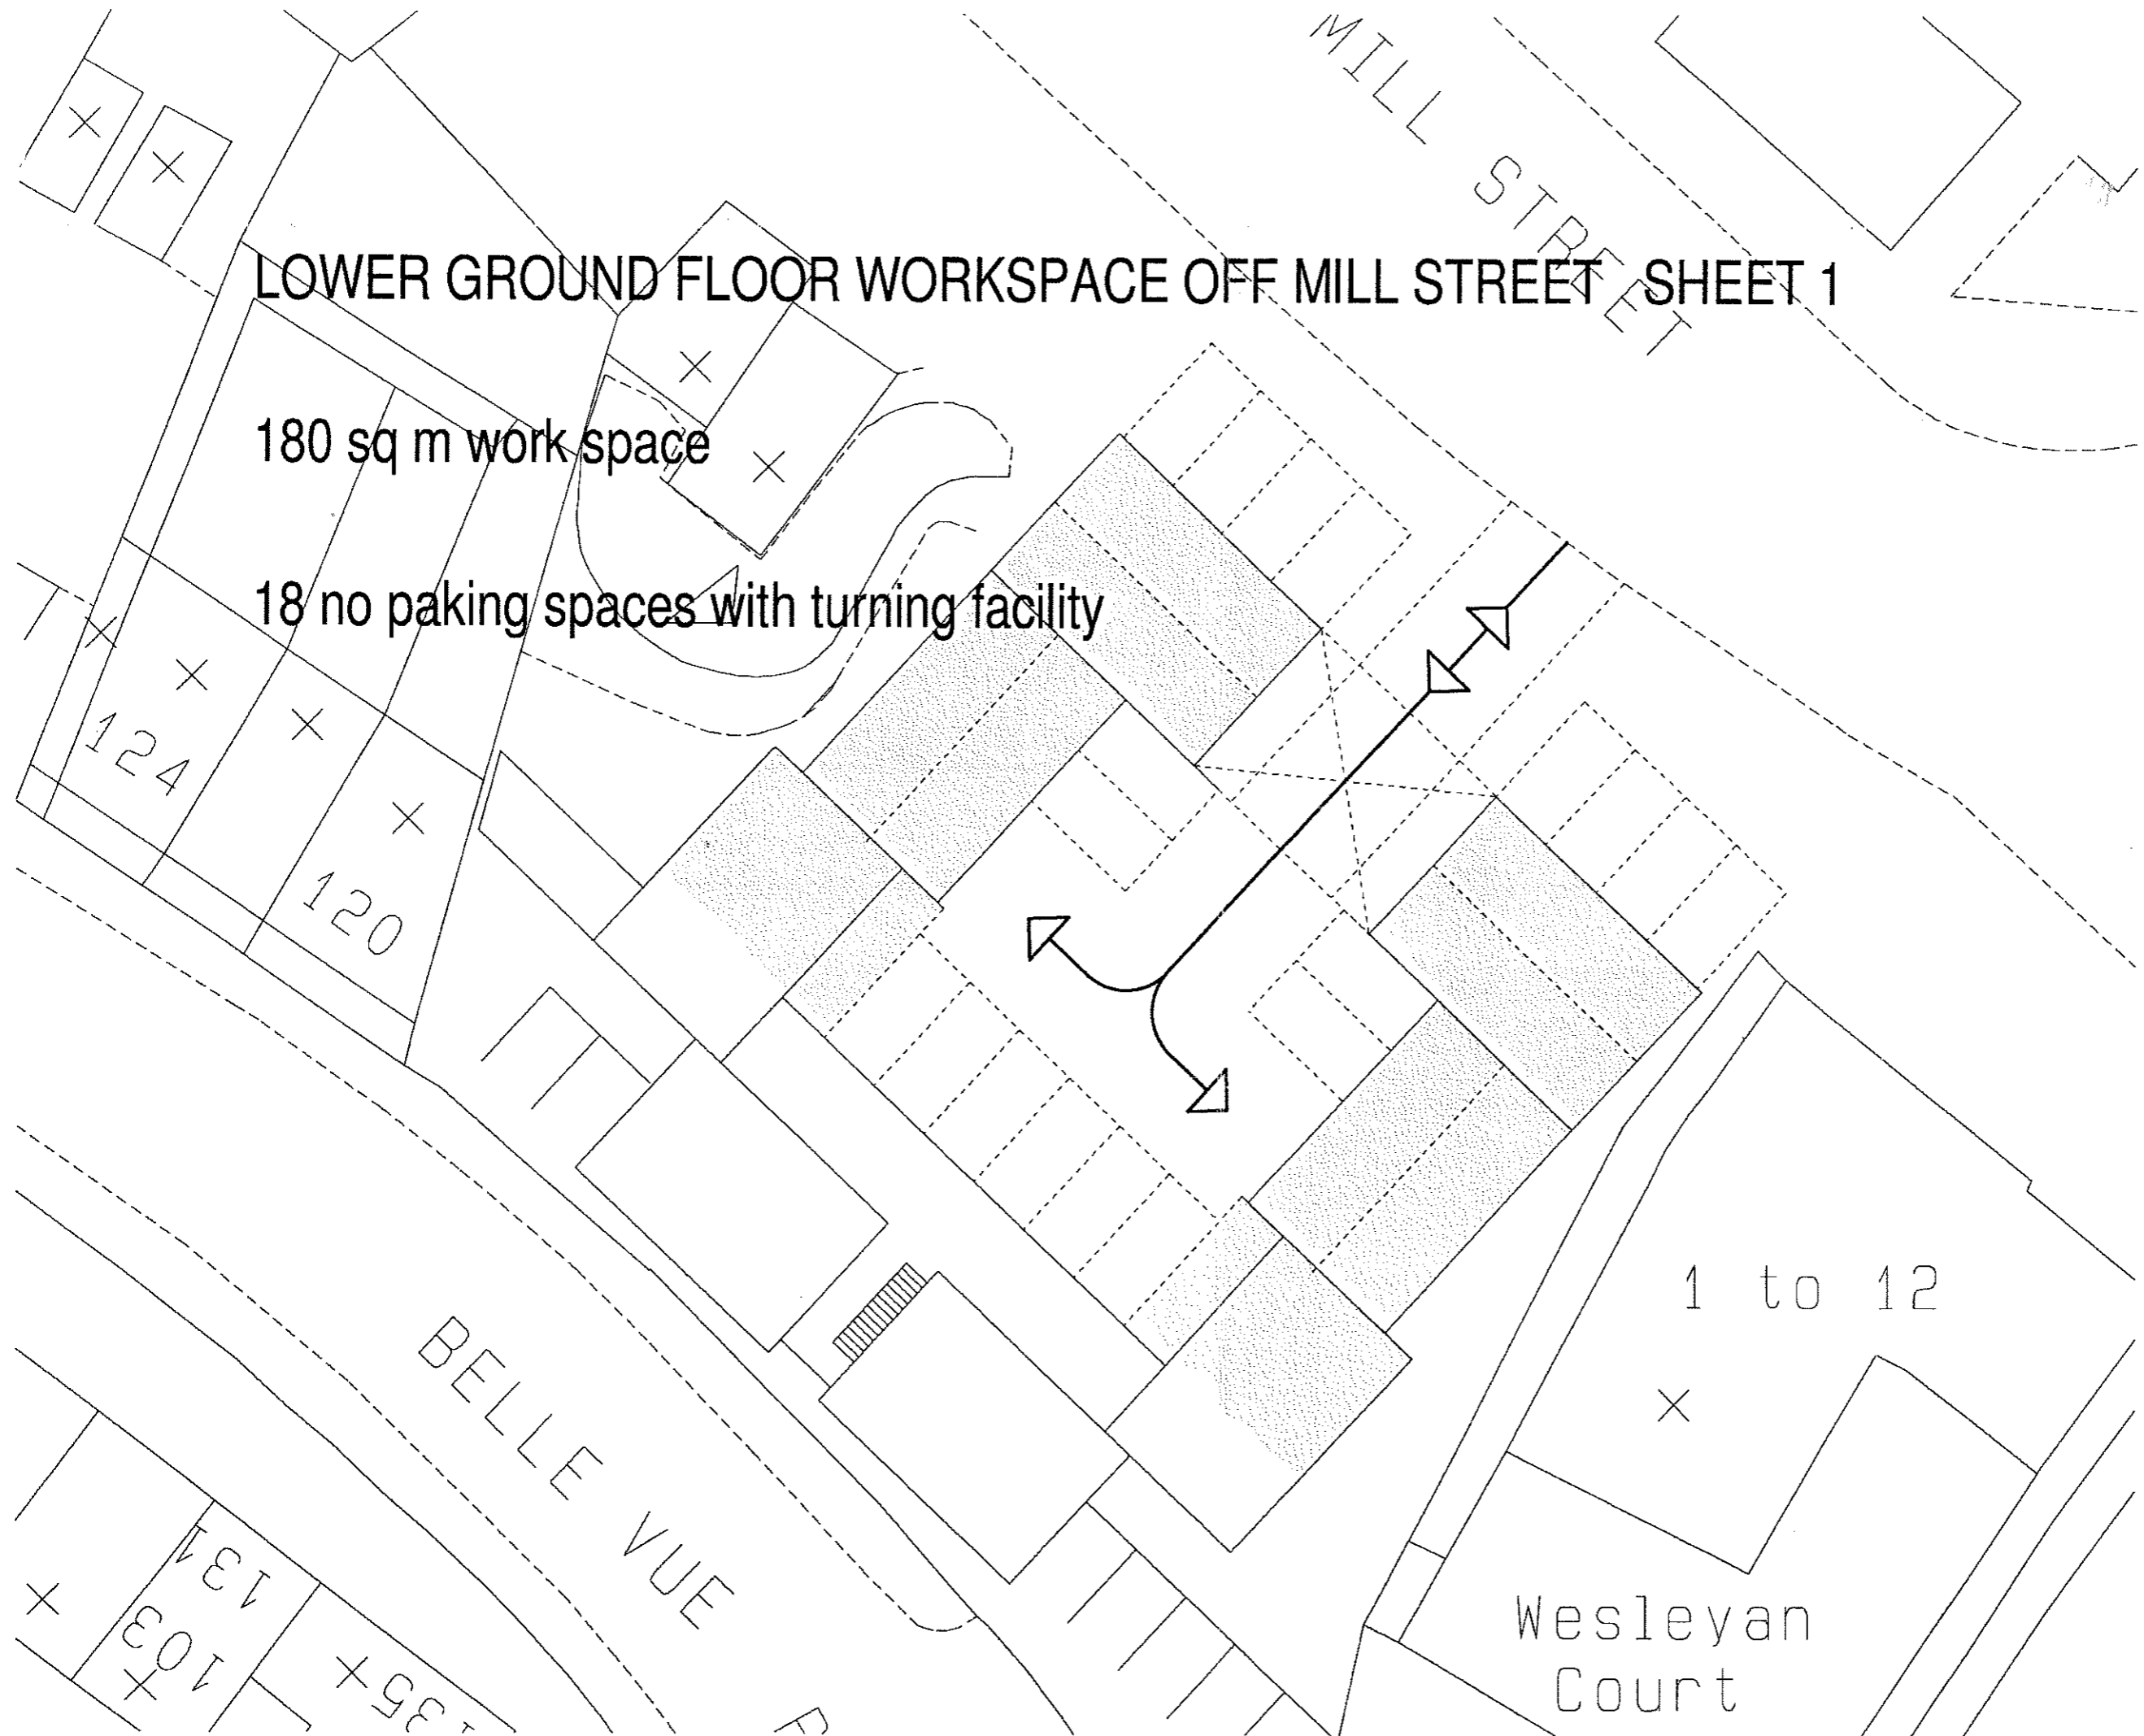 MILL STREET
LOWER GROUND FLOOR WORKSPACE OFF MILL STREET SHEET 1
180 sq m work space
18 no paking spaces with turning facility
124
120
1 to 12
BELLE VUE
131
103
135
Wesleyan
Court